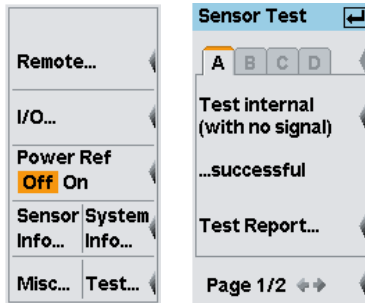 Remote...
I/O...
Power Ref
Off On
Sensor System
Info... Info...
Misc... Test...
Sensor Test
A B C D
Test internal
(with no signal)
...successful
Test Report...
Page 1/2